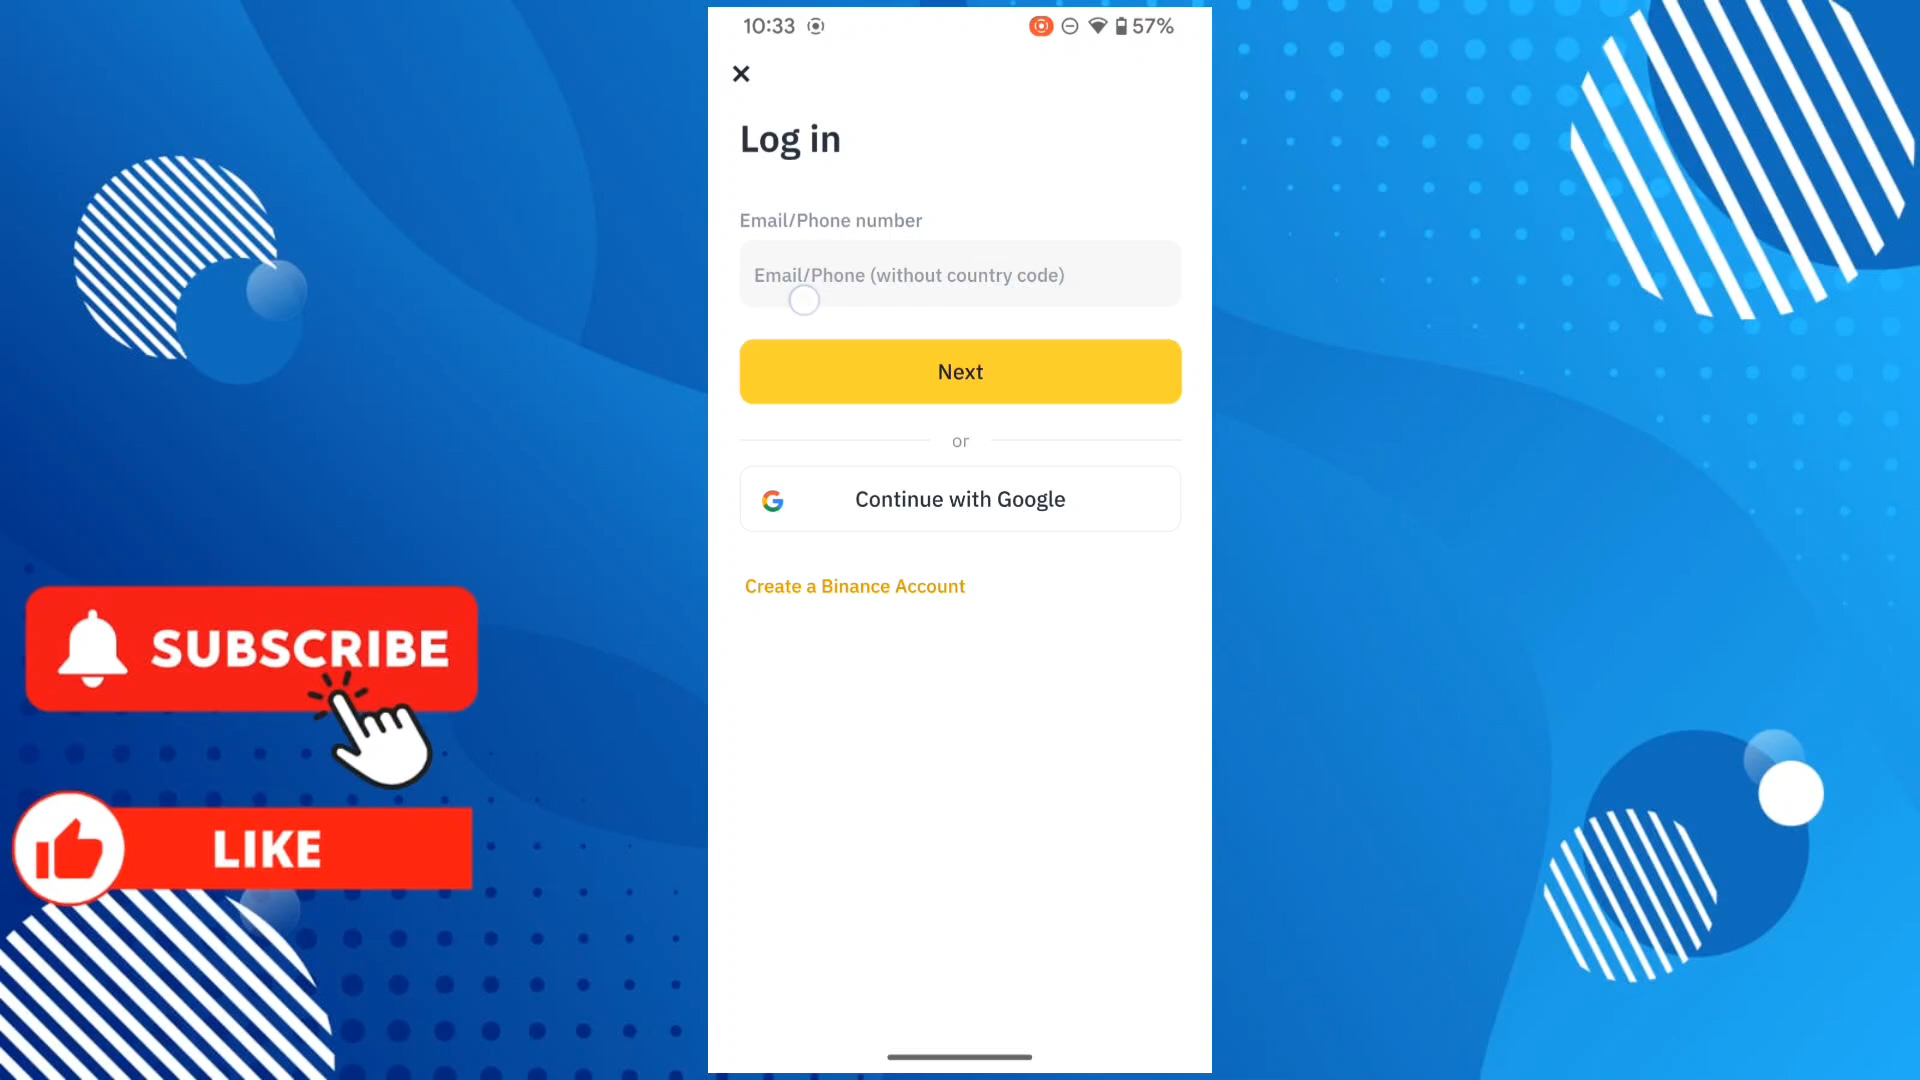 10:33
57%
Log in
Email/Phone number
Email/Phone (without country code)
Next
or
Continue with Google
Create a Binance Account
SUBSCRIBE
LIKE